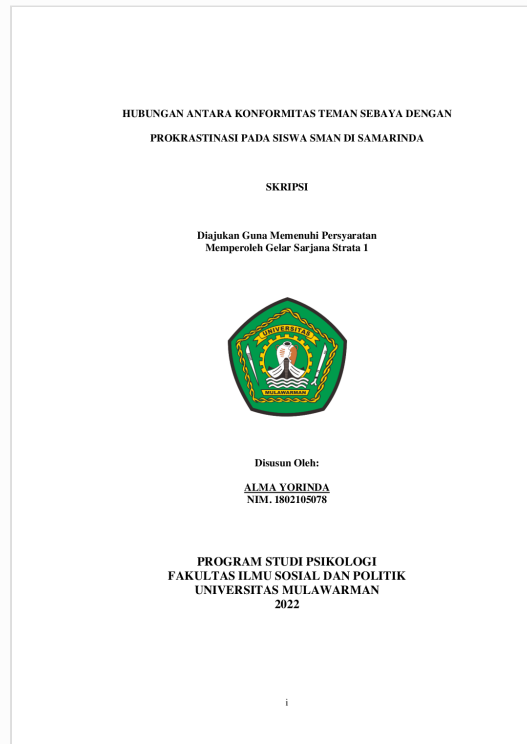 HUBUNGAN ANTARA KONFORMITAS TEMAN SEBAYA DENGAN
PROKRASTINASI PADA SISWA SMAN DI SAMARINDA
SKRIPSI
Diajukan Guna Memenuhi Persyaratan
Memperoleh Gelar Sarjana Strata 1
UNIVERSITAS
MULAWARMAN
Disusun Oleh:
ALMA YORINDA
NIM. 1802105078
PROGRAM STUDI PSIKOLOGI
FAKULTAS ILMU SOSIAL DAN POLITIK
UNIVERSITAS MULAWARMAN
2022
i